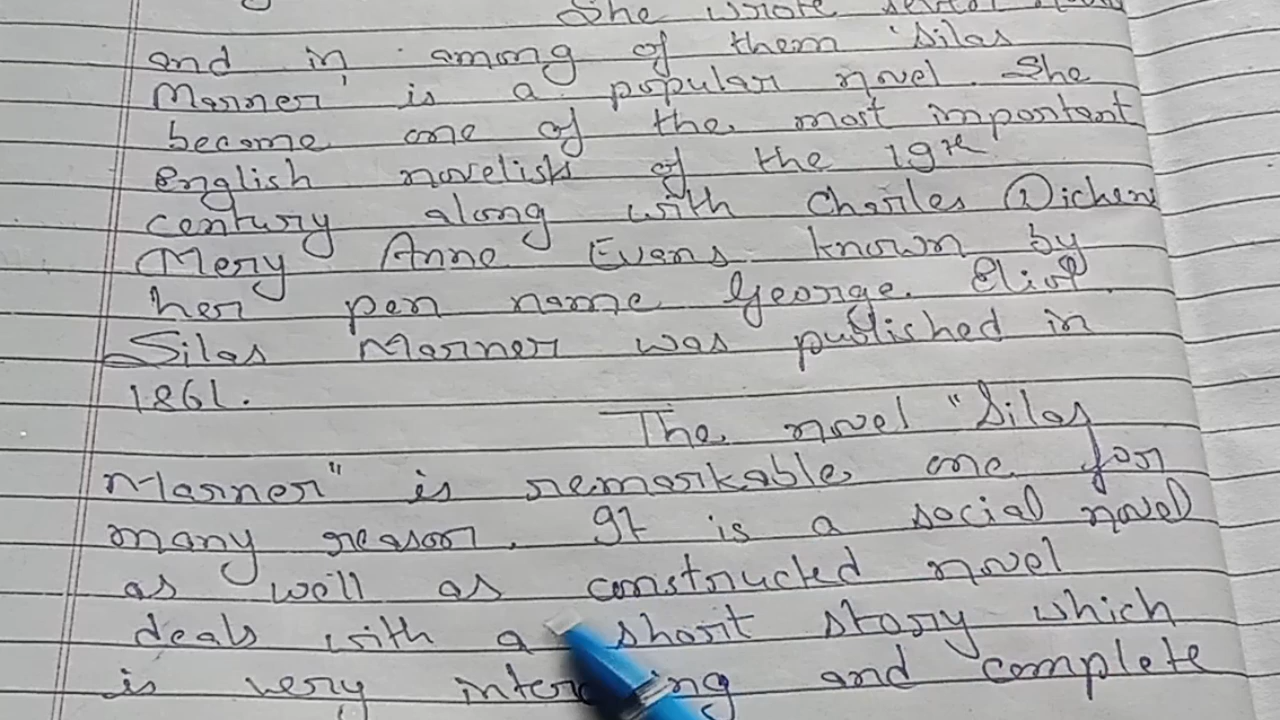 She wrote
and in among of them 'Silas
Marner' is a popular novel. She
become one of the most important
english novelists of the 19th
century along with Charles Dickens
Mery Anne Evans known by
her pen name George Eliot.
Silas Marner was published in
1861.
The novel "Silas
Marner" is remarkable one for
many reason. It is a social novel
as well as constructed novel
deals with a short story which
is very and complete